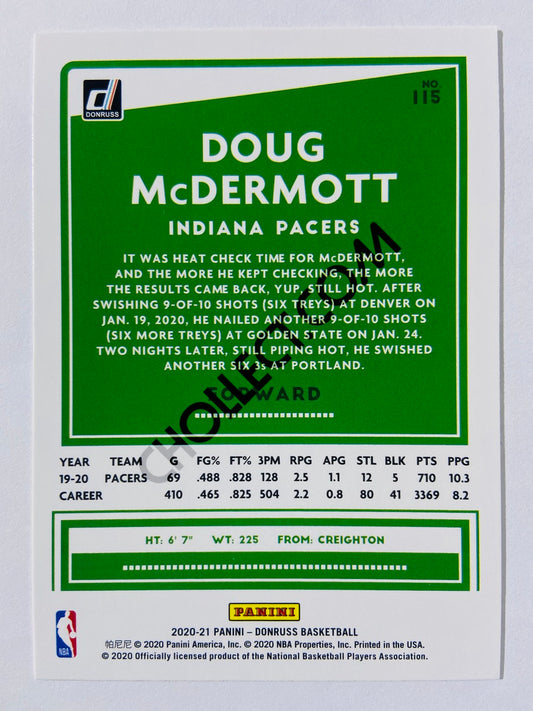 DONRUSS
NO.
115
DOUG
McDERMOTT
INDIANA PACERS
IT WAS HEAT CHECK TIME FOR McDERMOTT,
AND THE MORE HE KEPT CHECKING, THE MORE
THE RESULTS CAME BACK, YUP, STILL HOT. AFTER
SWISHING 9-OF-10 SHOTS (SIX TREYS) AT DENVER ON
JAN. 19, 2020, HE NAILED ANOTHER 9-OF-10 SHOTS
(SIX MORE TREYS) AT GOLDEN STATE ON JAN. 24.
TWO NIGHTS LATER, STILL PIPING HOT, HE SWISHED
ANOTHER SIX 3s AT PORTLAND.
FORWARD
CHOLLECT.COM
YEAR TEAM G FG% FT% 3PM RPG APG STL BLK PTS PPG
19-20 PACERS 69 .488 .828 128 2.5 1.1 12 5 710 10.3
CAREER 410 .465 .825 504 2.2 0.8 80 41 3369 8.2
HT: 6' 7" WT: 225 FROM: CREIGHTON
PANINI
2020-21 PANINI – DONRUSS BASKETBALL
帕尼尼 © 2020 Panini America, Inc. © 2020 NBA Properties, Inc. Printed in the USA.
© 2020 Officially licensed product of the National Basketball Players Association.
NBA